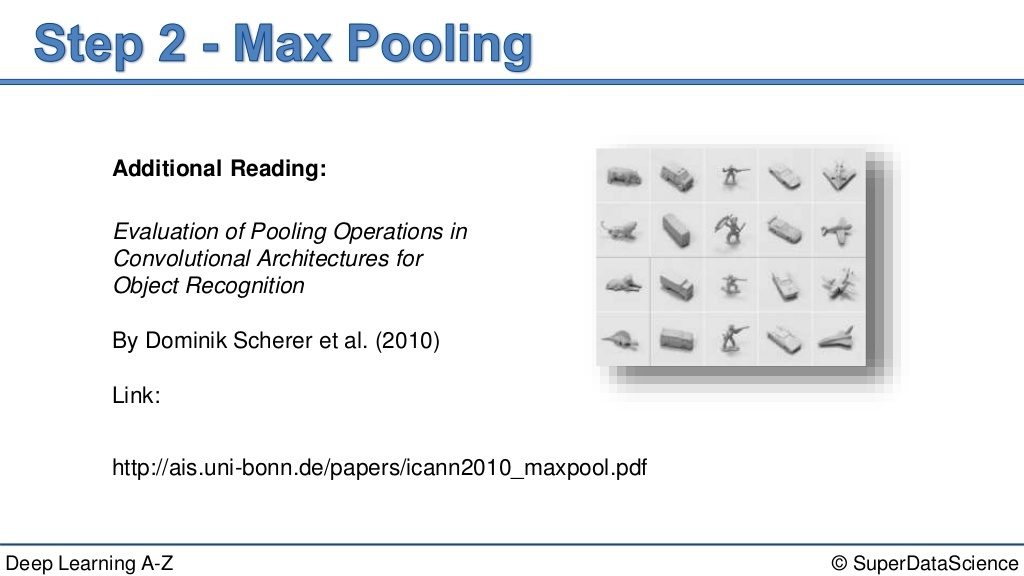 Step 2 - Max Pooling
Additional Reading:
Evaluation of Pooling Operations in
Convolutional Architectures for
Object Recognition
By Dominik Scherer et al. (2010)
Link:
http://ais.uni-bonn.de/papers/icann2010_maxpool.pdf
Deep Learning A-Z
© SuperDataScience